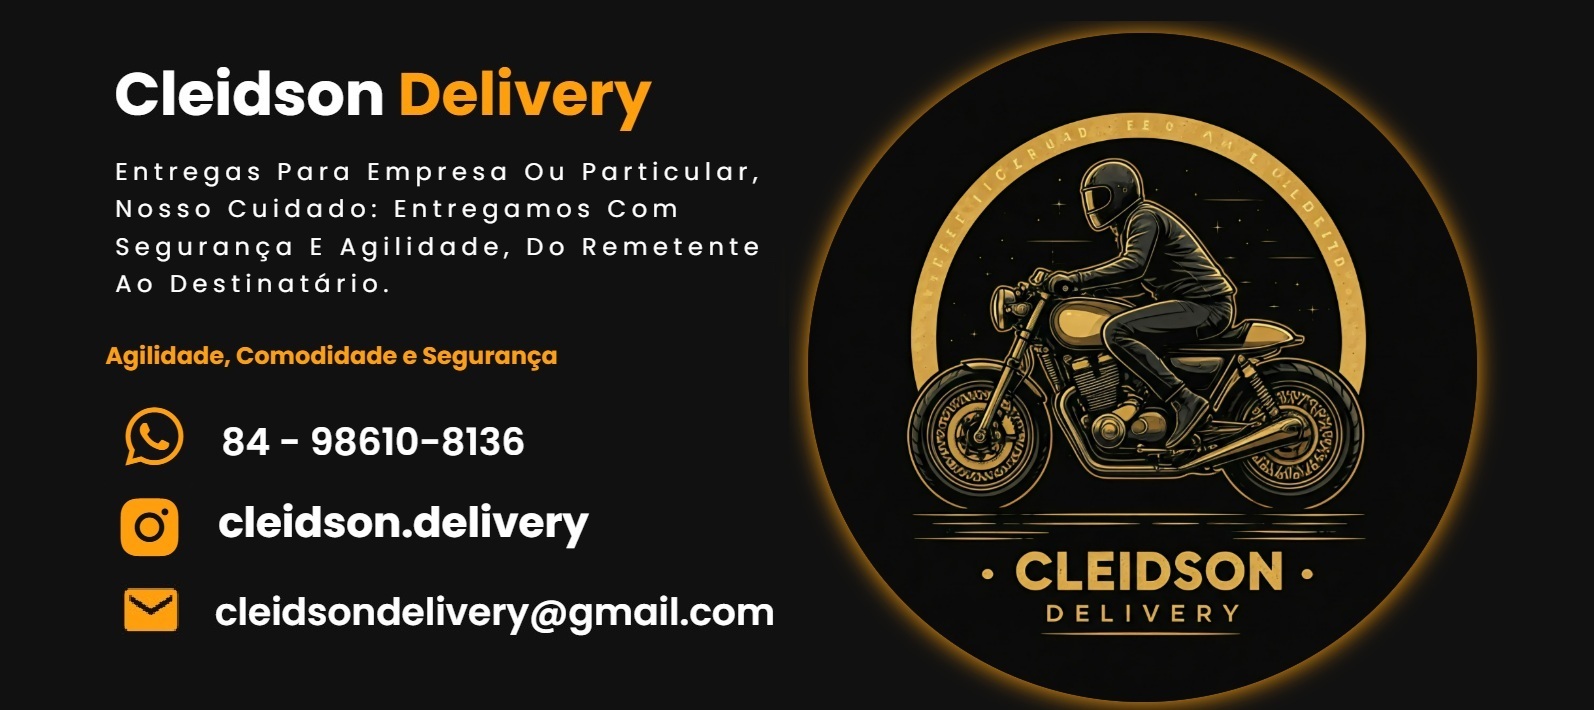 Cleidson Delivery
Entregas Para Empresa Ou Particular,
Nosso Cuidado: Entregamos Com
Segurança E Agilidade, Do Remetente
Ao Destinatário.
Agilidade, Comodidade e Segurança
84 - 98610-8136
cleidson.delivery
cleidsondelivery@gmail.com
• CLEIDSON •
DELIVERY